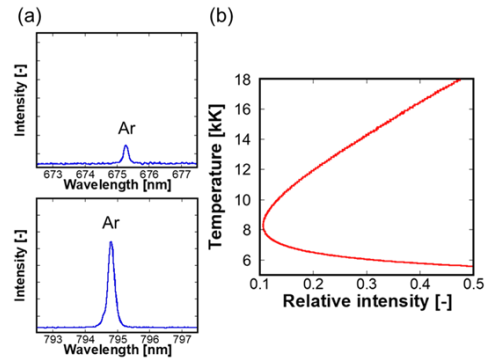 (a)
(b)
Intensity [-]
Ar
673 674 675 676 677
Wavelength [nm]
Intensity [-]
Ar
793 794 795 796 797
Wavelength [nm]
Temperature [kK]
18
16
14
12
10
8
6
0.1 0.2 0.3 0.4 0.5
Relative intensity [-]